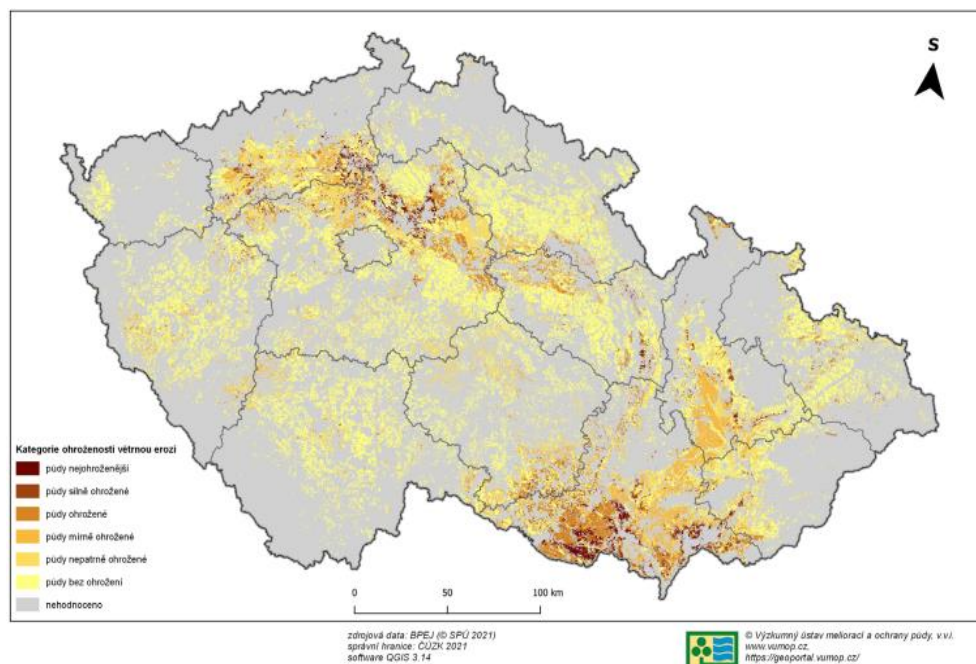 S
Kategorie ohroženosti větrnou erozi
půdy nejohroženější
půdy silně ohrožené
půdy ohrožené
půdy mírně ohrožené
půdy nepatrně ohrožené
půdy bez ohrožení
nehodnoceno
0 50 100 km
zdrojová data: BPEJ (© SPÚ 2021)
správní hranice: ČÚZK 2021
software QGIS 3.14
© Výzkumný ústav meliorací a ochrany půdy, v.v.i.
www.vumop.cz,
https://geoportal.vumop.cz/